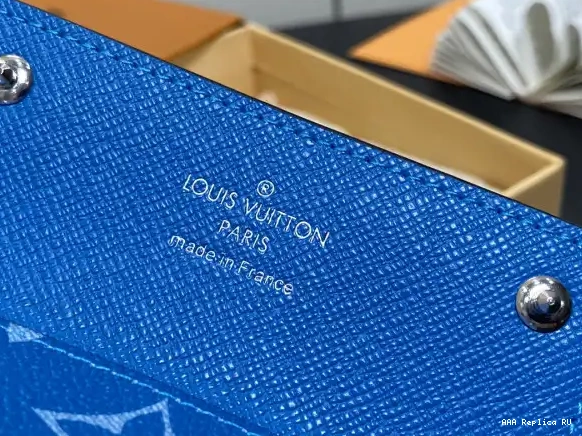 ®
LOUIS VUITTON
PARIS
made in France
AAA Replica RU